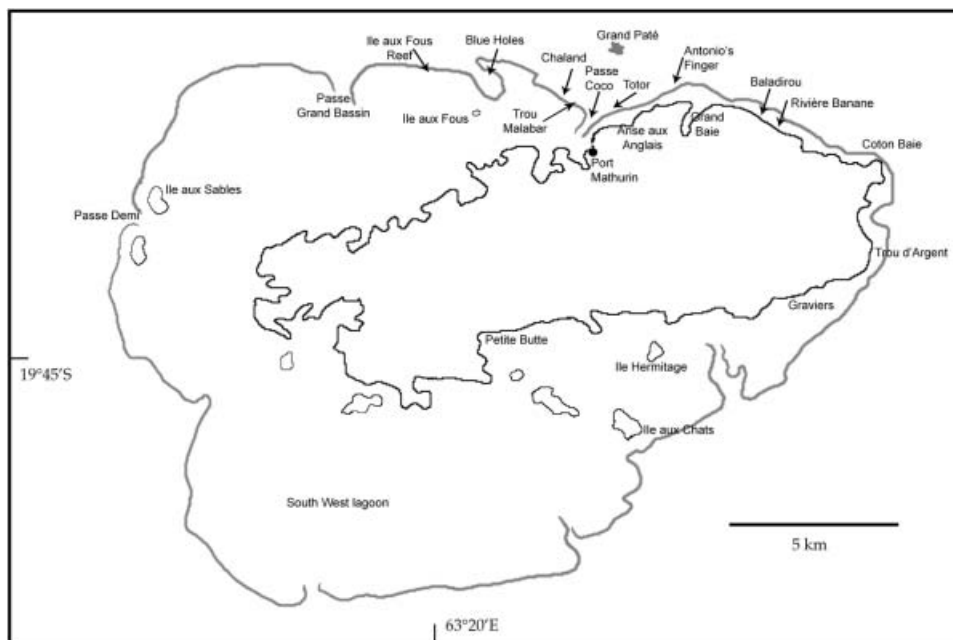 Grand Paté
Ile aux Fous
Reef
Blue Holes
Chaland
Passe
Coco
Totor
Antonio's
Finger
Baladirou
Rivière Banane
Passe
Grand Bassin
Ile aux Fous
Trou
Malabar
Anse aux
Anglais
Grand
Baie
Coton Baie
Port
Mathurin
Ile aux Sables
Passe Demi
Trou d'Argent
Graviers
Petite Butte
Ile Hermitage
19°45'S
Ile aux Chats
South West lagoon
5 km
63°20'E